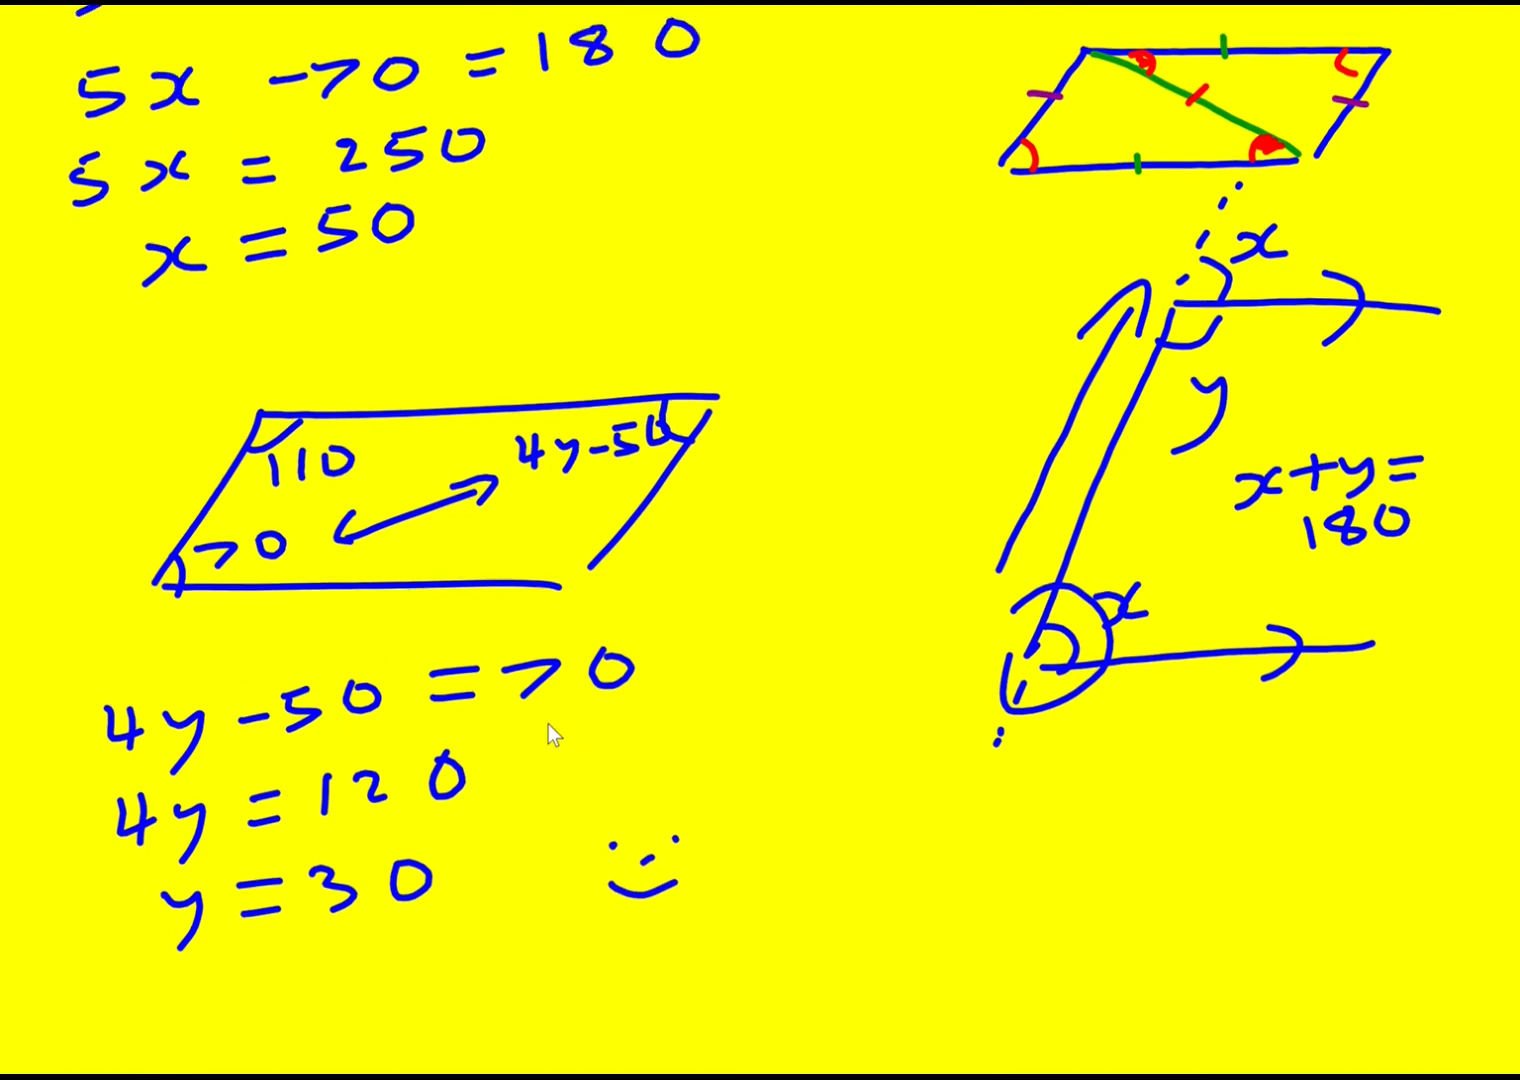 5x - 70 = 180
5x = 250
x = 50
110
4y-50
70
4y - 50 = 70
4y = 120
y = 30
x
y
x+y=
180
x